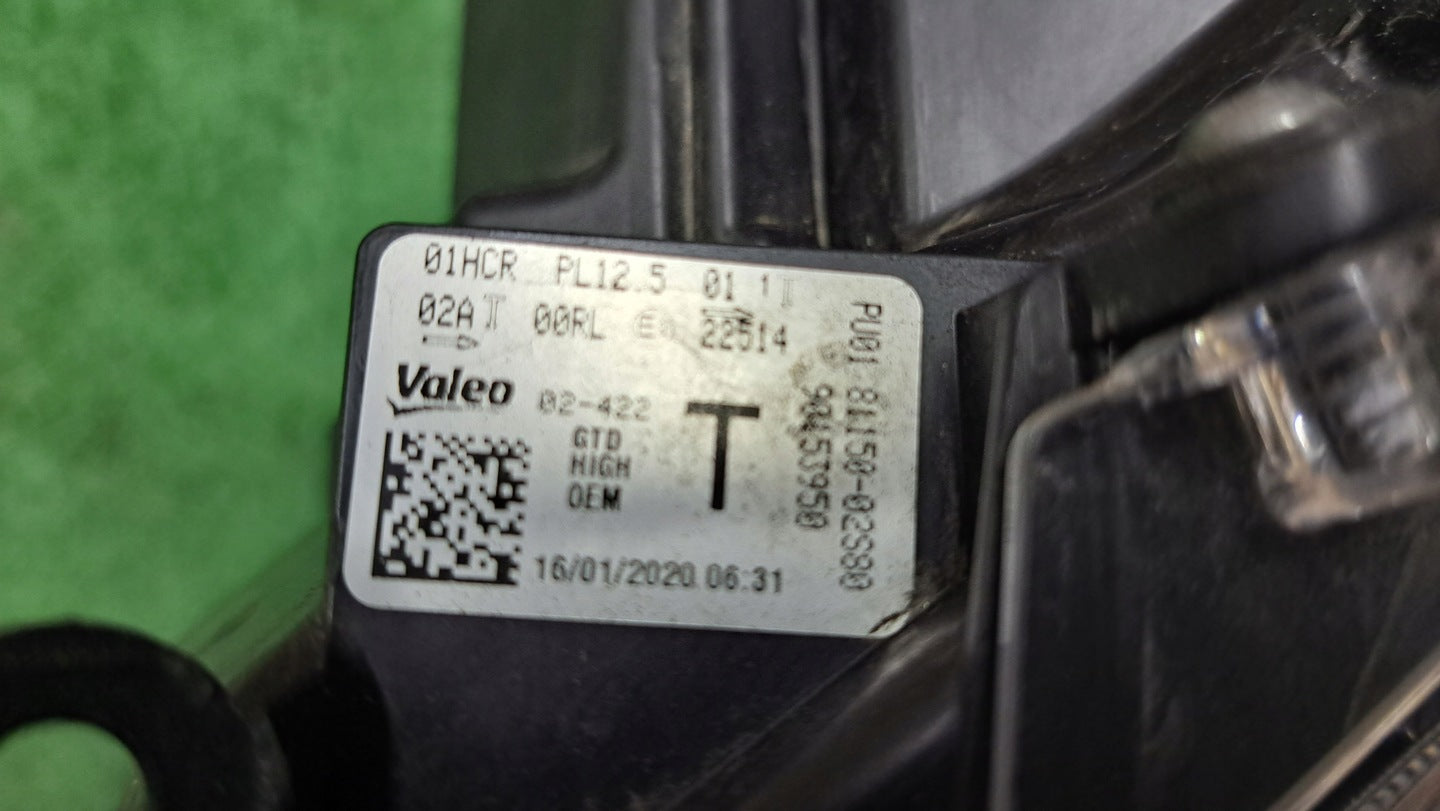 01HCR PL12.5 01 1
02A 00RL E 22514
Valeo 02-422
GTD
HIGH
OEM
T
16/01/2020 06:31
PU01 81150-02S80
90453950